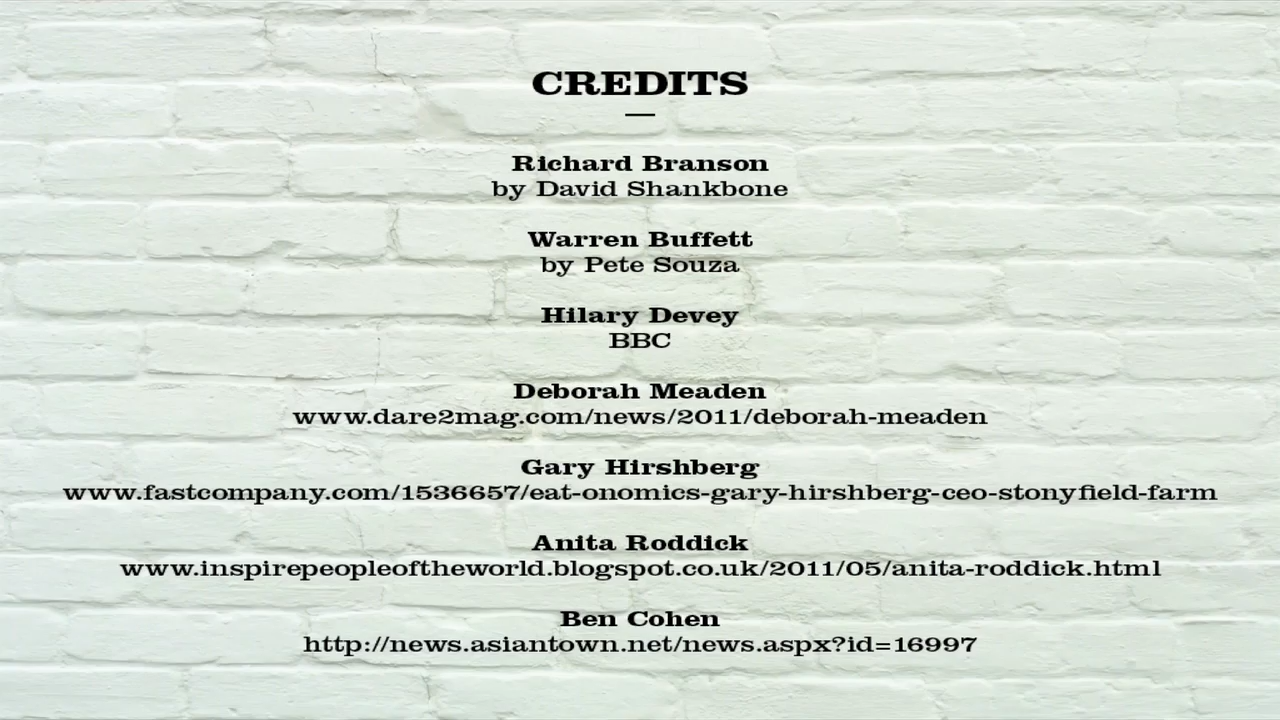 CREDITS
Richard Branson
by David Shankbone
Warren Buffett
by Pete Souza
Hilary Devey
BBC
Deborah Meaden
www.dare2mag.com/news/2011/deborah-meaden
Gary Hirshberg
www.fastcompany.com/1536657/eat-onomics-gary-hirshberg-ceo-stonyfield-farm
Anita Roddick
www.inspirepeopleoftheworld.blogspot.co.uk/2011/05/anita-roddick.html
Ben Cohen
http://news.asiantown.net/news.aspx?id=16997